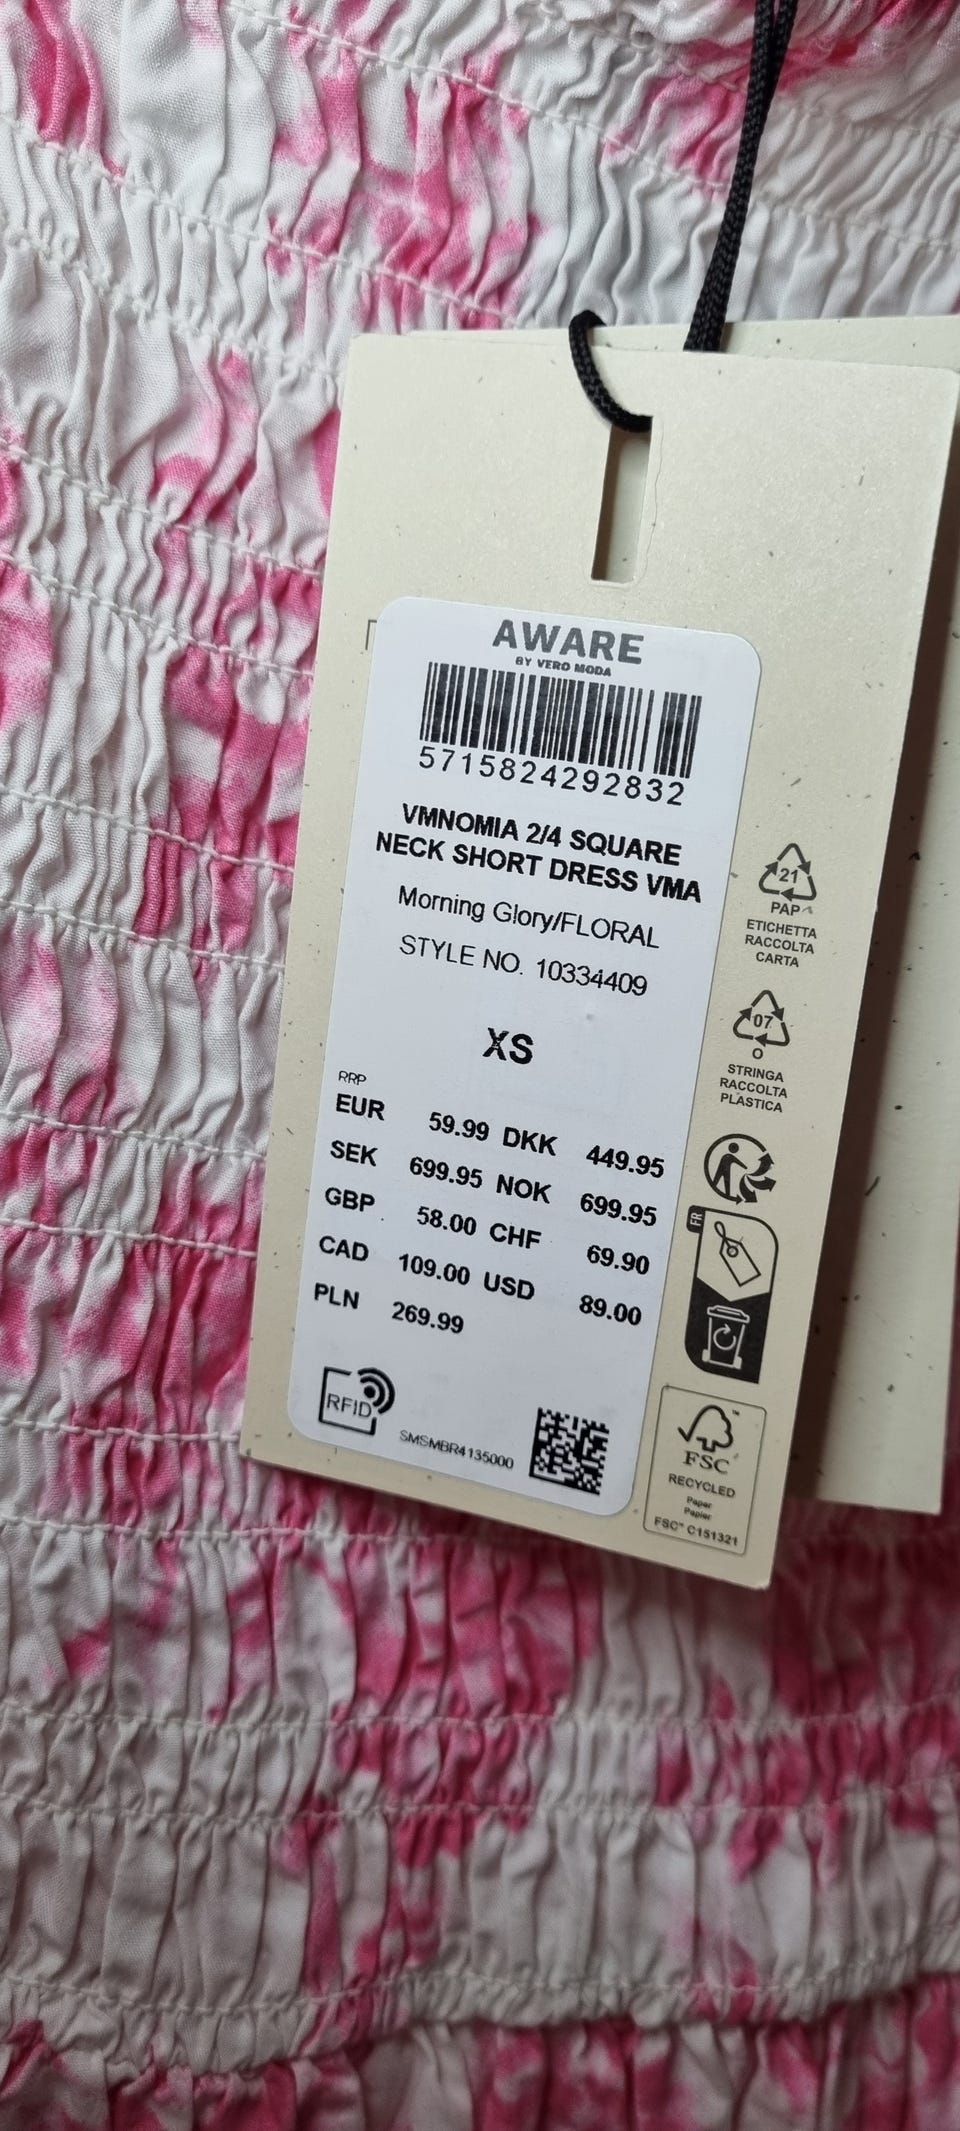 AWARE
BY VERO MODA
5715824292832
VMNOMIA 2/4 SQUARE
NECK SHORT DRESS VMA
Morning Glory/FLORAL
STYLE NO. 10334409
XS
RRP
EUR 59.99 DKK 449.95
SEK 699.95 NOK 699.95
GBP 58.00 CHF 69.90
CAD 109.00 USD 89.00
PLN 269.99
RFID
SMSMBR4135000
21
PAP
ETICHETTA
RACCOLTA
CARTA
07
O
STRINGA
RACCOLTA
PLASTICA
FR
FSC™
RECYCLED
Paper
Papier
FSC™ C151321